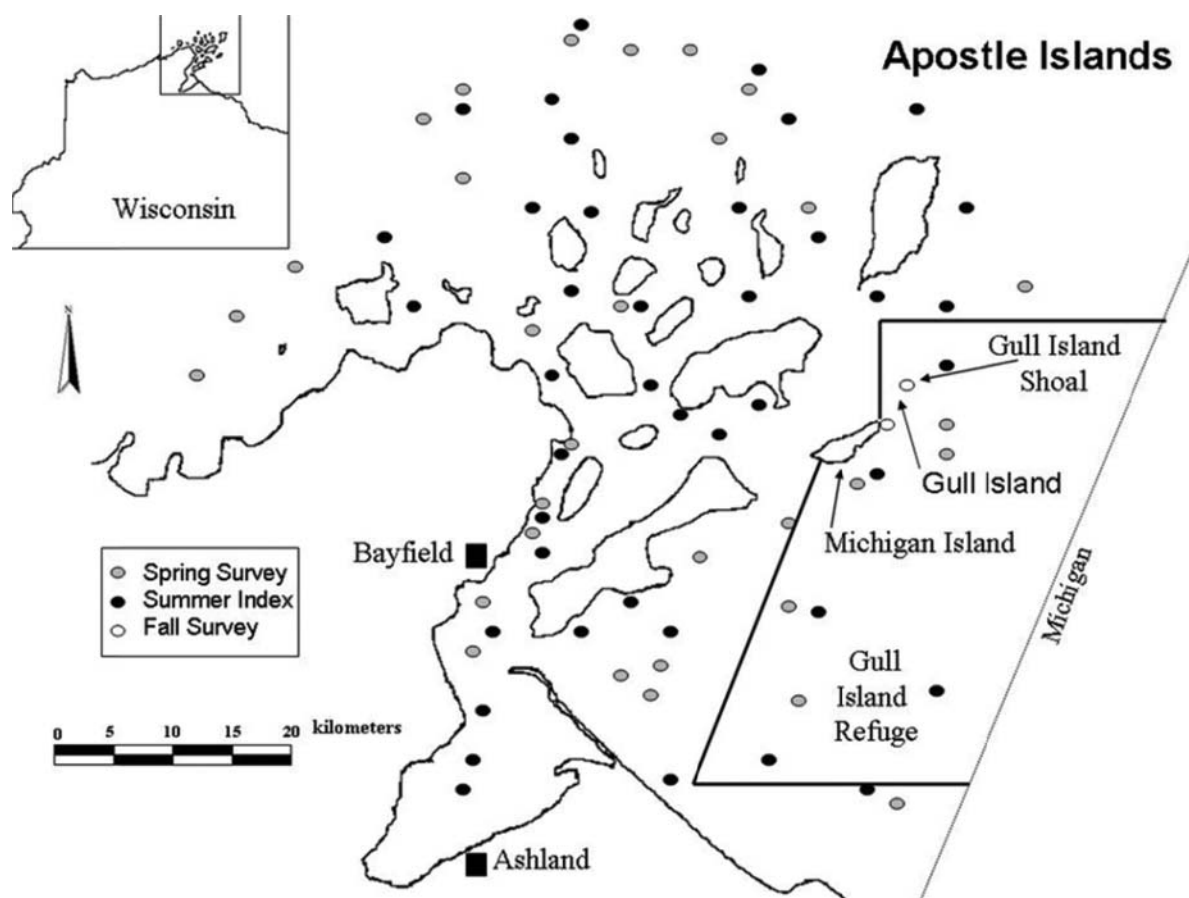 Apostle Islands
Wisconsin
N
Gull Island
Shoal
Gull Island
Michigan Island
Michigan
Bayfield
Spring Survey
Summer Index
Fall Survey
Gull
Island
Refuge
0 5 10 15 20 kilometers
Ashland